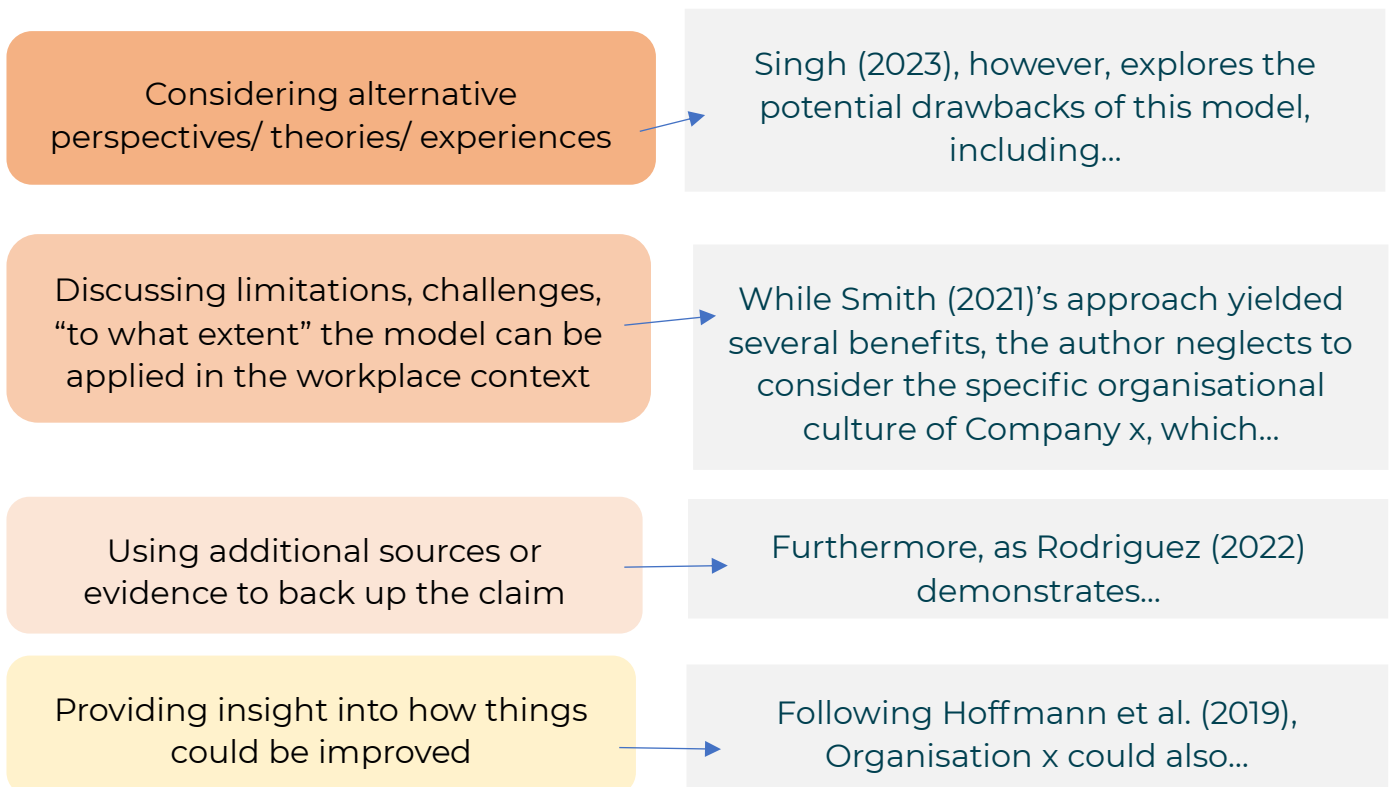 Considering alternative
perspectives/ theories/ experiences
Singh (2023), however, explores the
potential drawbacks of this model,
including...
Discussing limitations, challenges,
“to what extent” the model can be
applied in the workplace context
While Smith (2021)’s approach yielded
several benefits, the author neglects to
consider the specific organisational
culture of Company x, which...
Using additional sources or
evidence to back up the claim
Furthermore, as Rodriguez (2022)
demonstrates...
Providing insight into how things
could be improved
Following Hoffmann et al. (2019),
Organisation x could also...